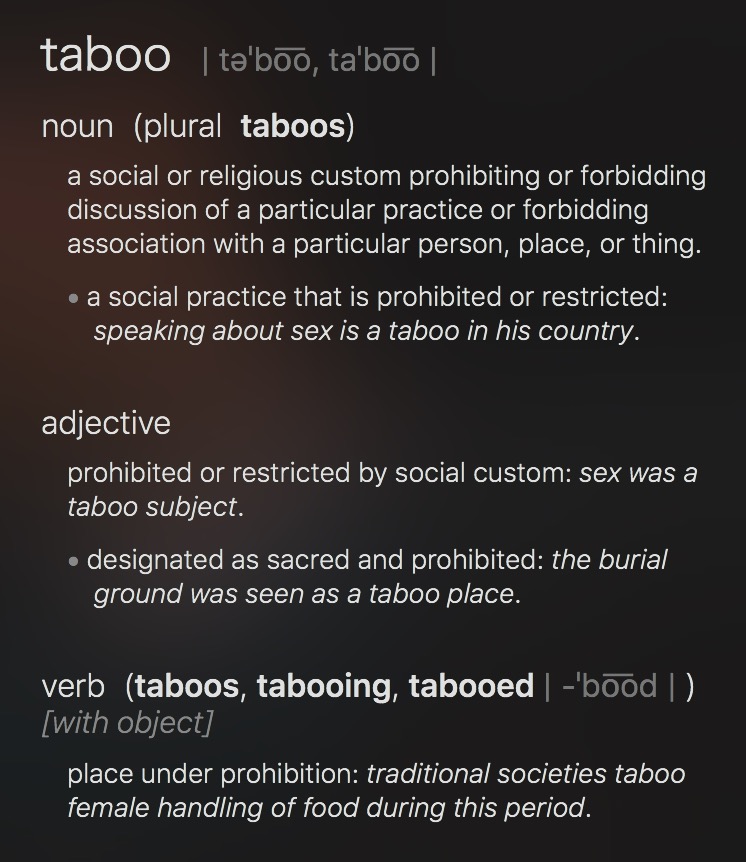 taboo | təˈbo͞o, taˈbo͞o |
noun (plural taboos)
a social or religious custom prohibiting or forbidding
discussion of a particular practice or forbidding
association with a particular person, place, or thing.
• a social practice that is prohibited or restricted:
speaking about sex is a taboo in his country.
adjective
prohibited or restricted by social custom: sex was a
taboo subject.
• designated as sacred and prohibited: the burial
ground was seen as a taboo place.
verb (taboos, tabooing, tabooed | -ˈbo͞od | )
[with object]
place under prohibition: traditional societies taboo
female handling of food during this period.